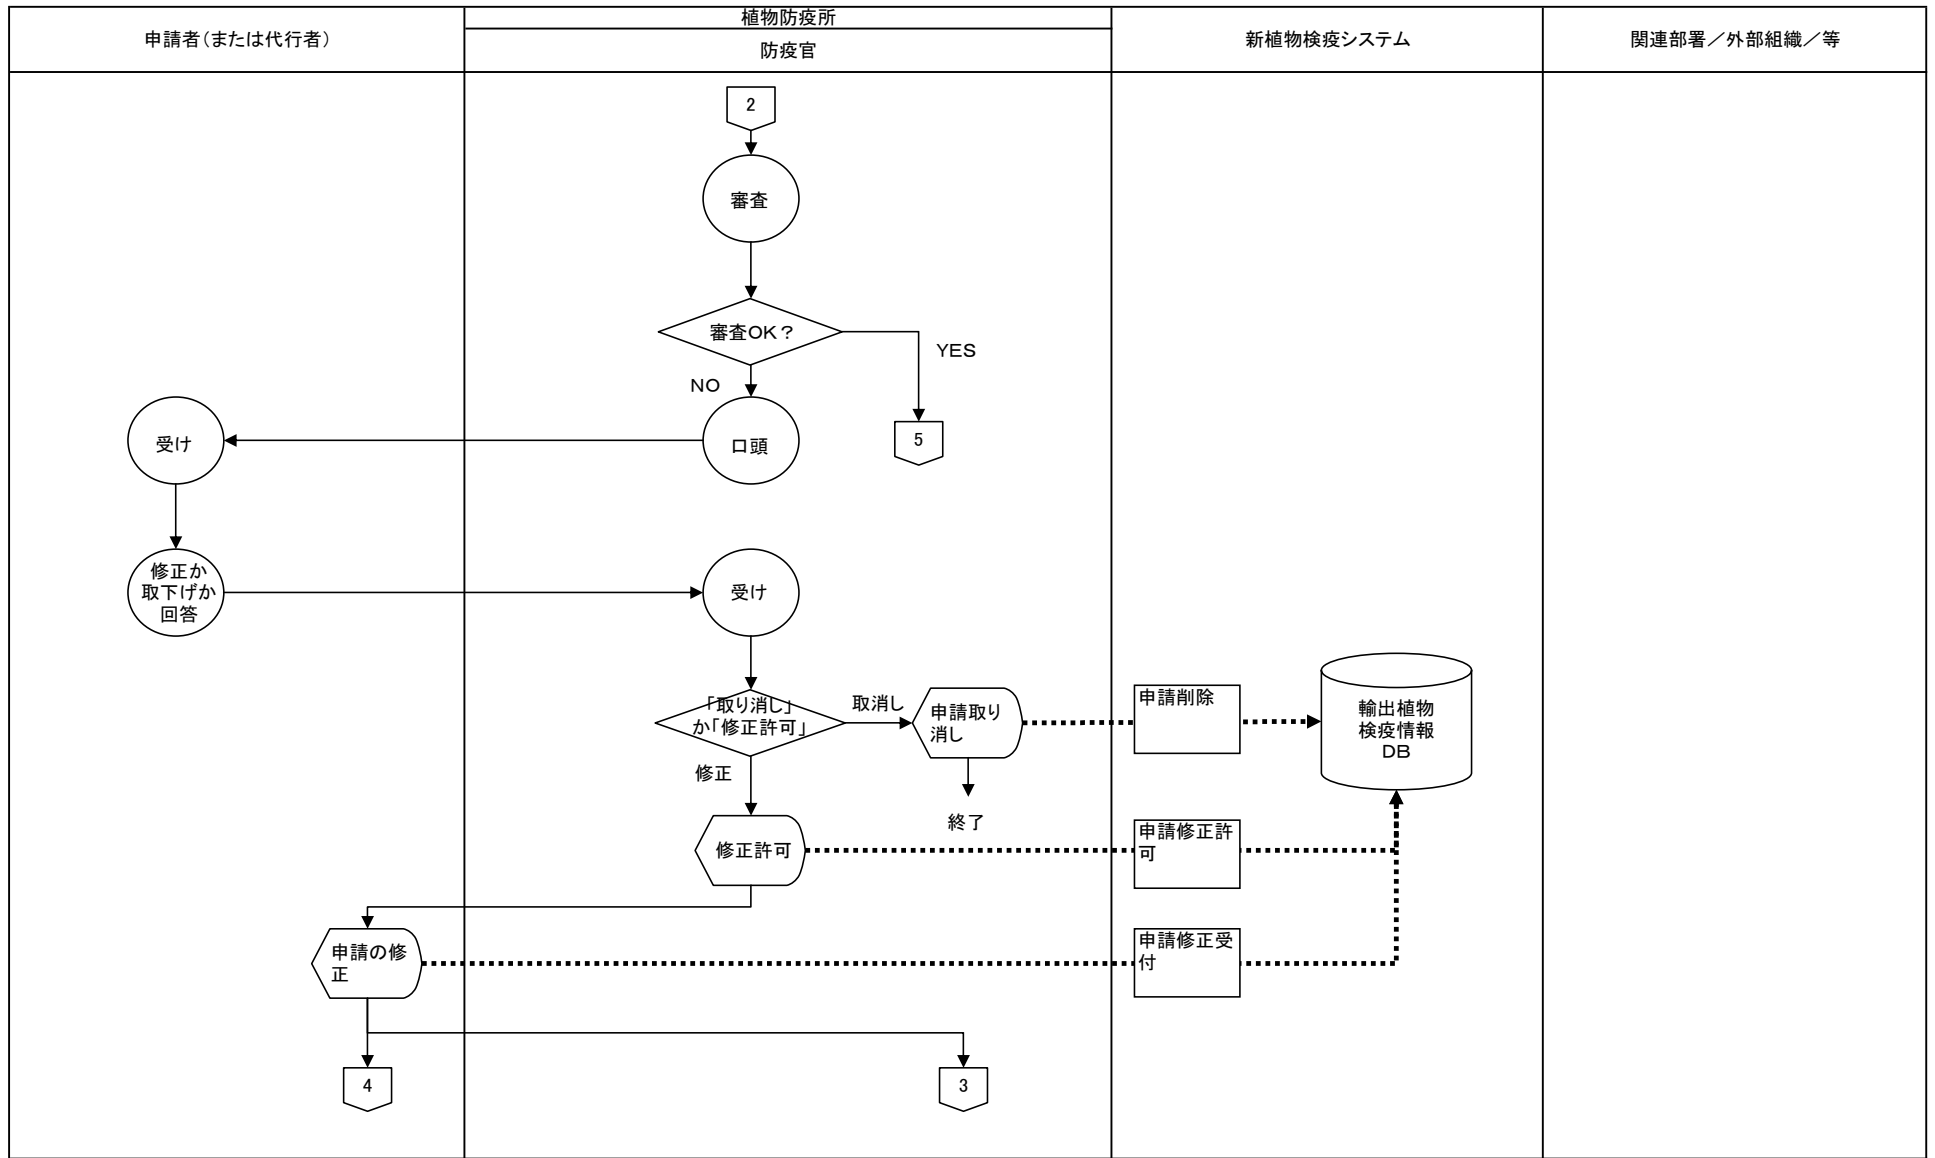 植物防疫所
申請者(または代行者)
防疫官
新植物検疫システム
関連部署／外部組織／等
2
審査
審査OK？
YES
NO
受け
口頭
5
修正か
取下げか
回答
受け
「取り消し」
か「修正許可」
取消し
申請取り
消し
申請削除
輸出植物
検疫情報
DB
修正
終了
修正許可
申請修正許
可
申請の修
正
申請修正受
付
4
3